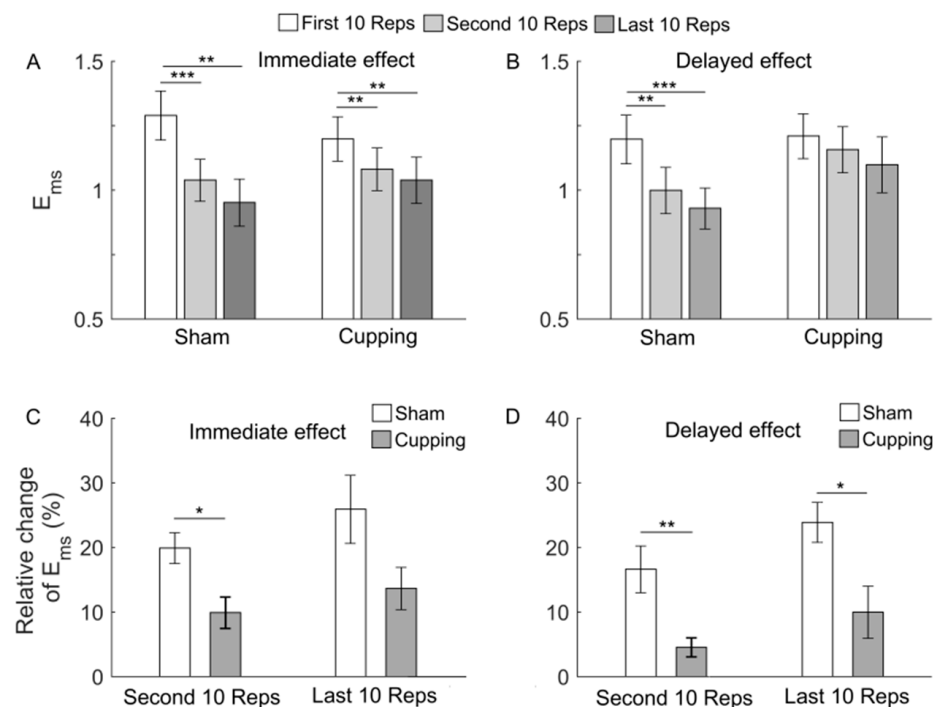 First 10 Reps Second 10 Reps Last 10 Reps
A
Immediate effect
1.5
1
0.5
Ems
** 
***
**
**
Sham
Cupping
B
Delayed effect
1.5
1
0.5
***
**
Sham
Cupping
C
Immediate effect
Sham
Cupping
40
30
20
10
0
Relative change
of Ems (%)
*
Second 10 Reps
Last 10 Reps
D
Delayed effect
Sham
Cupping
40
30
20
10
0
**
*
Second 10 Reps
Last 10 Reps